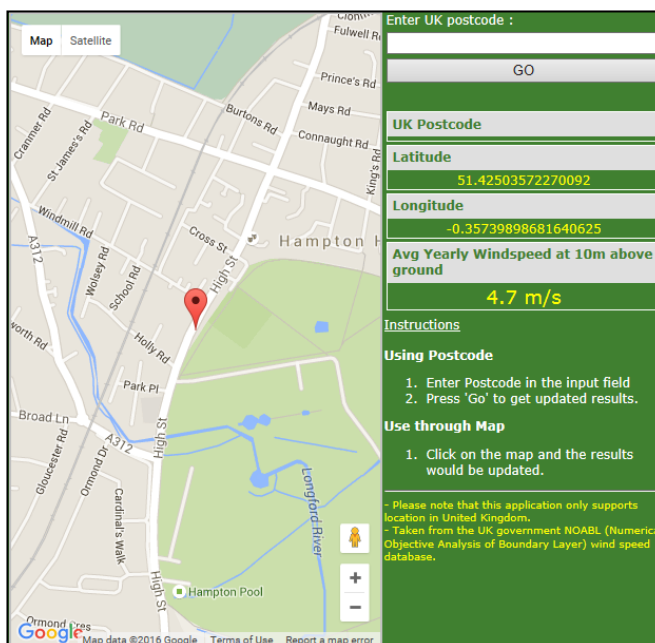 Map Satellite
Clonm
Fulwell R
Prince's Rd
Burtons Rd
Mays Rd
Connaught Rd
King's Rd
Park Rd
Cranmer Rd
St James's Rd
Windmill Rd
A312
Wolsey Rd
School Rd
Cross St
High St
Hampton H
Holly Rd
orth Rd
Park Pl
Broad Ln
A312
High St
Gloucester Rd
Ormond Dr
Cardinal's Walk
Longford River
High St
Hampton Pool
Ormond Cres
Google
Map data ©2016 Google Terms of Use Report a map error
Enter UK postcode :
GO
UK Postcode
Latitude
51.42503572270092
Longitude
-0.35739898681640625
Avg Yearly Windspeed at 10m above
ground
4.7 m/s
Instructions
Using Postcode
1. Enter Postcode in the input field
2. Press 'Go' to get updated results.
Use through Map
1. Click on the map and the results
would be updated.
- Please note that this application only supports
location in United Kingdom.
- Taken from the UK government NOABL (Numerica
Objective Analysis of Boundary Layer) wind speed
database.